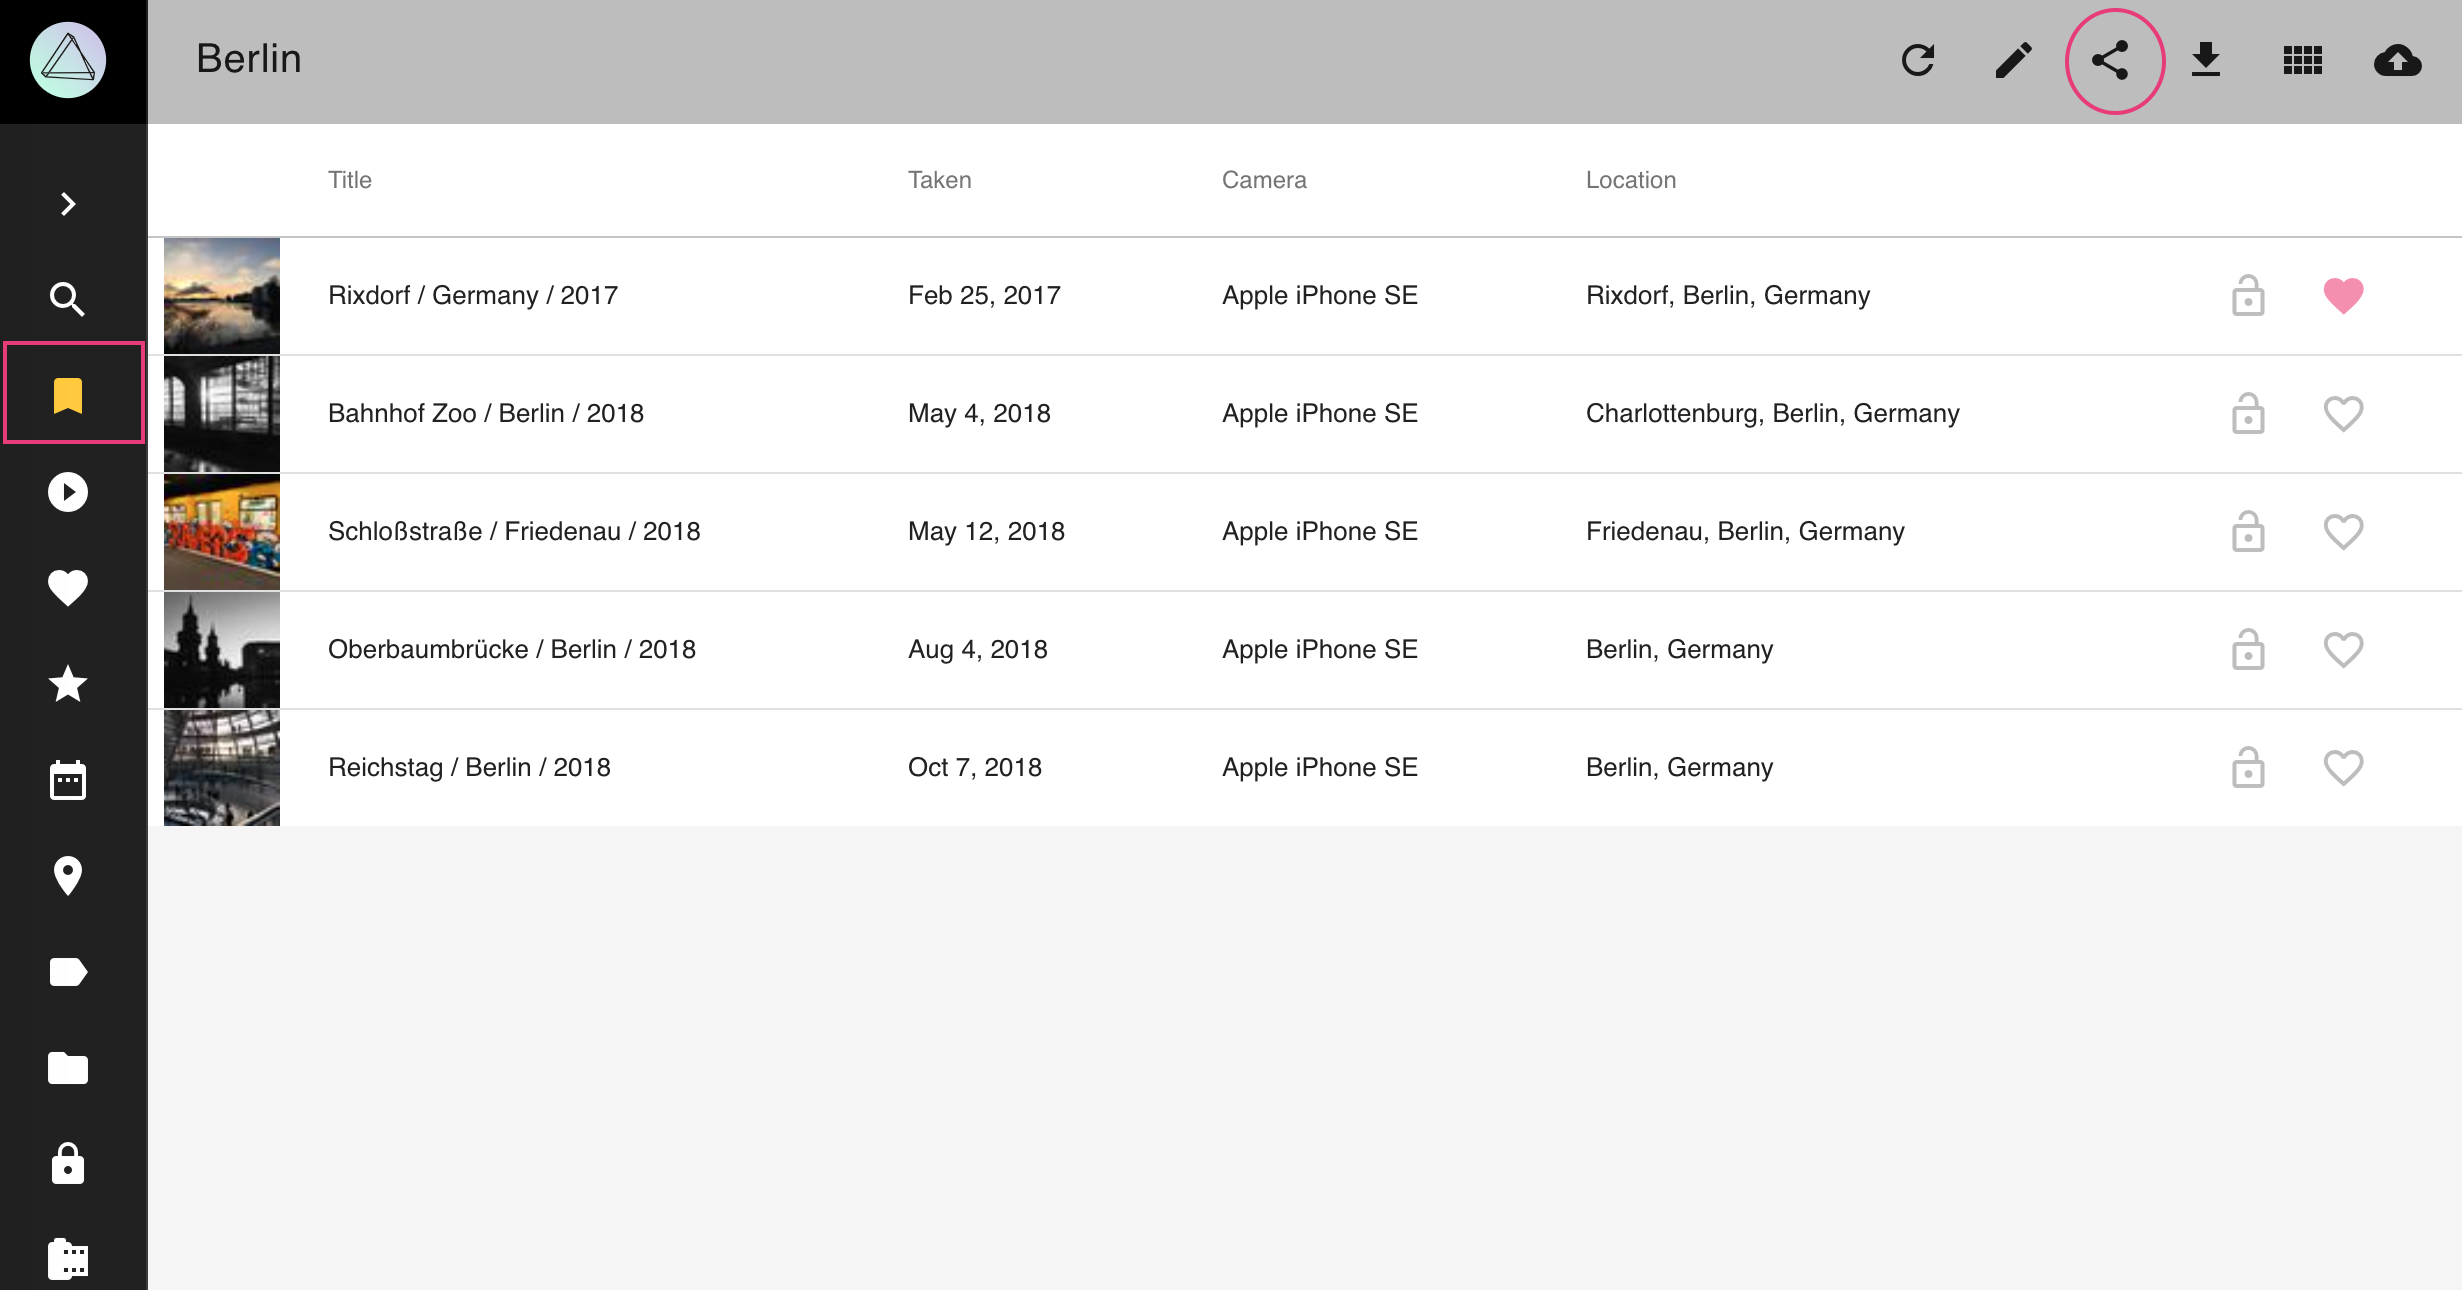 Berlin
Title Taken Camera Location
Rixdorf / Germany / 2017 Feb 25, 2017 Apple iPhone SE Rixdorf, Berlin, Germany
Bahnhof Zoo / Berlin / 2018 May 4, 2018 Apple iPhone SE Charlottenburg, Berlin, Germany
Schloßstraße / Friedenau / 2018 May 12, 2018 Apple iPhone SE Friedenau, Berlin, Germany
Oberbaumbrücke / Berlin / 2018 Aug 4, 2018 Apple iPhone SE Berlin, Germany
Reichstag / Berlin / 2018 Oct 7, 2018 Apple iPhone SE Berlin, Germany